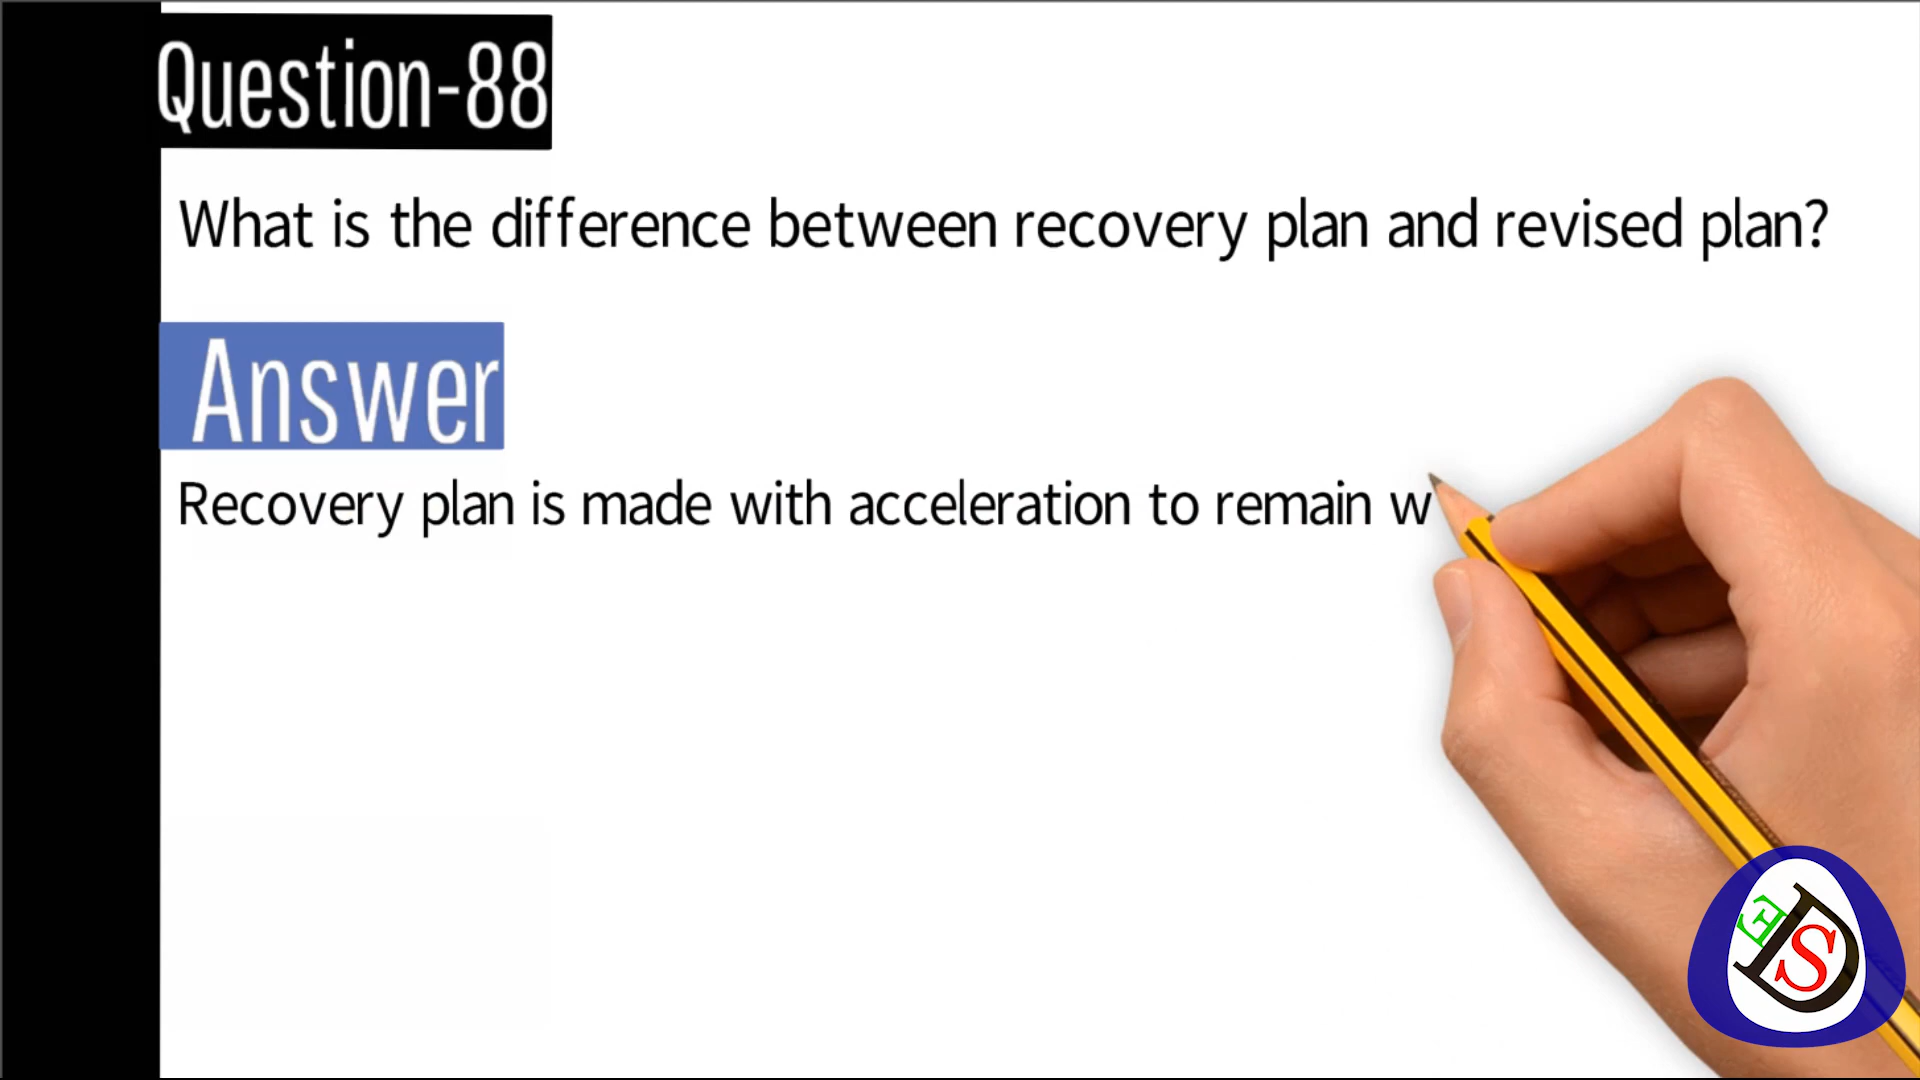 Question-88
What is the difference between recovery plan and revised plan?
Answer
Recovery plan is made with acceleration to remain w